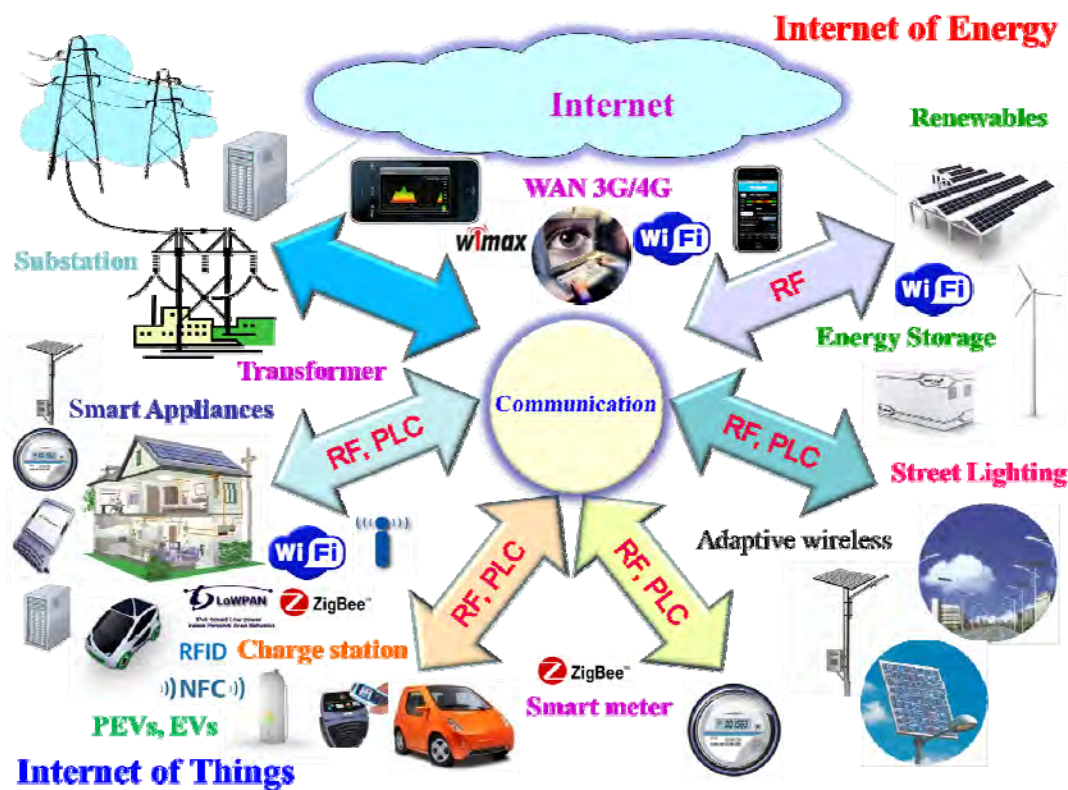 Internet of Energy
Internet
Renewables
WAN 3G/4G
wimax
Wi Fi
RF
Substation
Wi Fi
Energy Storage
Transformer
Communication
Smart Appliances
RF, PLC
RF, PLC
Street Lighting
Wi Fi
Adaptive wireless
RF, PLC
RF, PLC
LoWPAN
ZigBee™
RFID
Charge station
NFC
ZigBee™
Smart meter
PEVs, EVs
Internet of Things